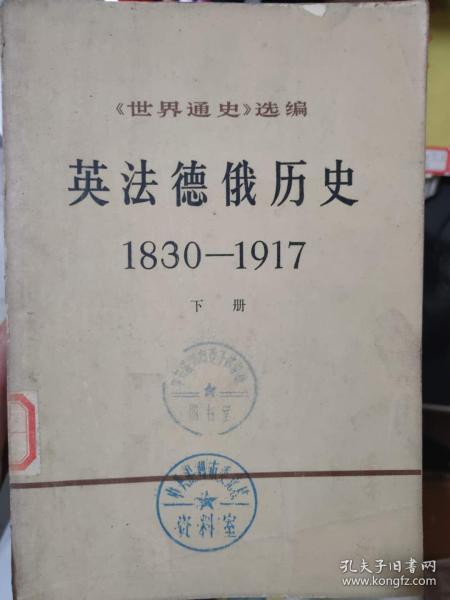 《世界通史》选编
英法德俄历史
1830—1917
下册
资料室
孔夫子旧书网
www.kongfz.com